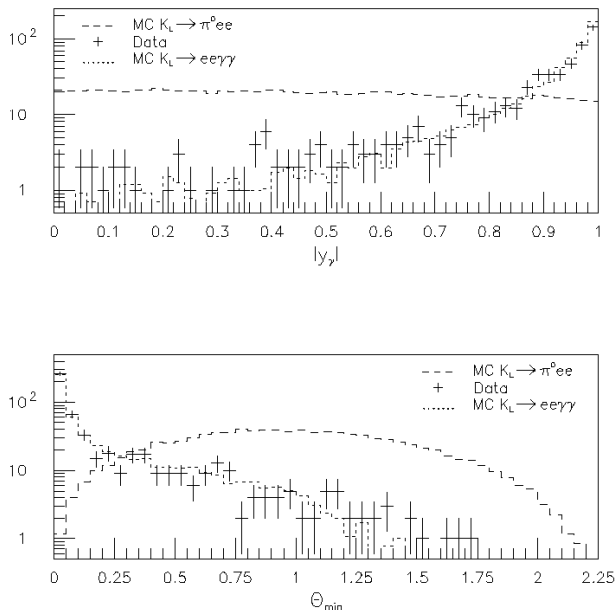 MC K_L → π⁰ee
Data
MC K_L → eeγγ
10²
10
1
0 0.1 0.2 0.3 0.4 0.5 0.6 0.7 0.8 0.9 1
|y_γ|
MC K_L → π⁰ee
Data
MC K_L → eeγγ
10²
10
1
0 0.25 0.5 0.75 1 1.25 1.5 1.75 2 2.25
Θ_min